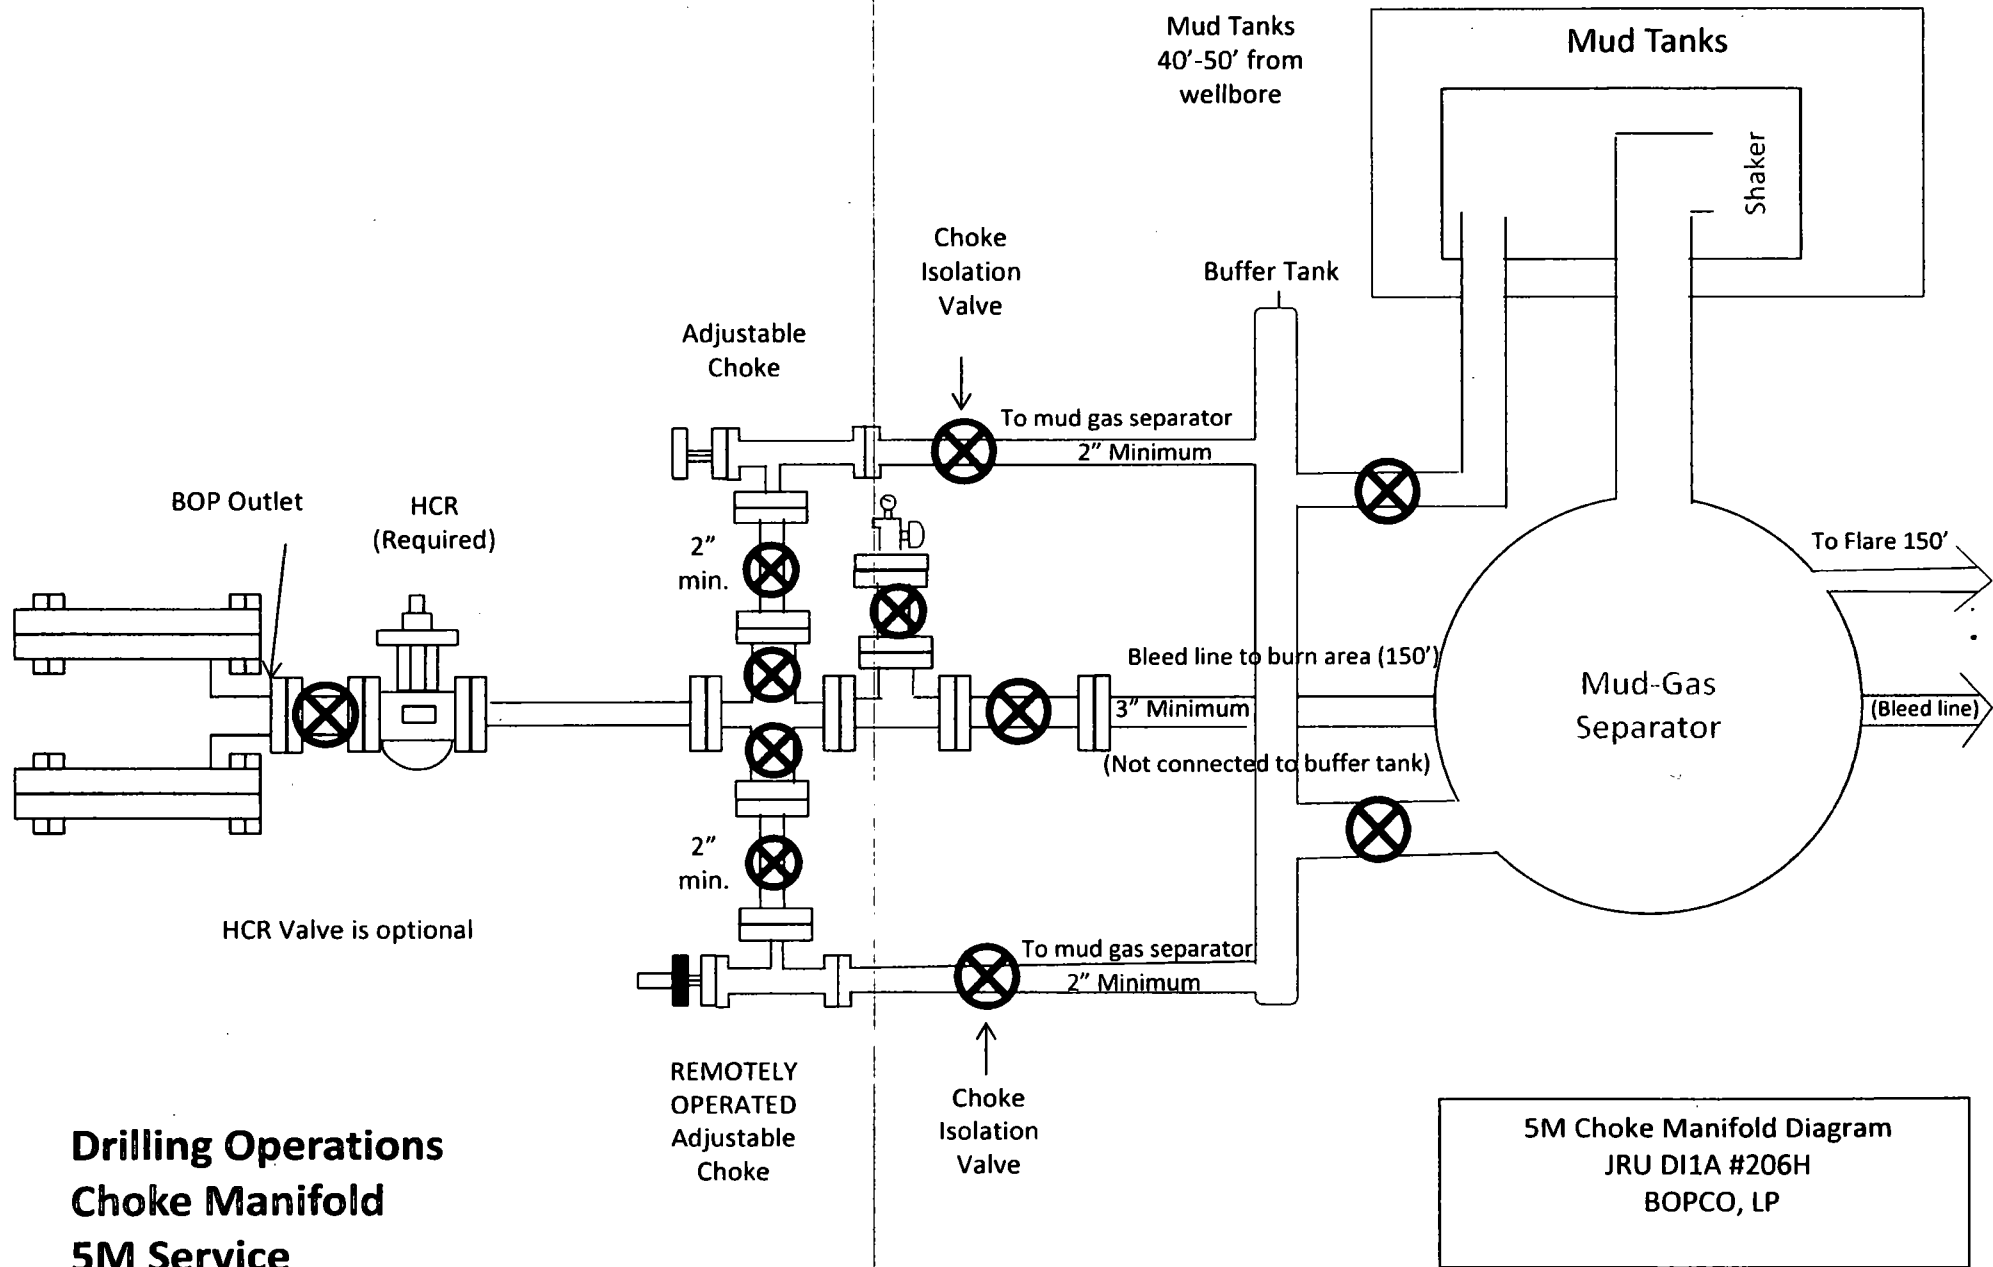 Mud Tanks
40'-50' from
wellbore
Mud Tanks
Shaker
Choke
Isolation
Valve
Buffer Tank
Adjustable
Choke
To mud gas separator
2" Minimum
BOP Outlet
HCR
(Required)
2"
min.
To Flare 150'
Bleed line to burn area (150')
3" Minimum
(Not connected to buffer tank)
Mud-Gas
Separator
(Bleed line)
2"
min.
HCR Valve is optional
To mud gas separator
2" Minimum
REMOTELY
OPERATED
Adjustable
Choke
Choke
Isolation
Valve
Drilling Operations
Choke Manifold
5M Service
5M Choke Manifold Diagram
JRU DI1A #206H
BOPCO, LP